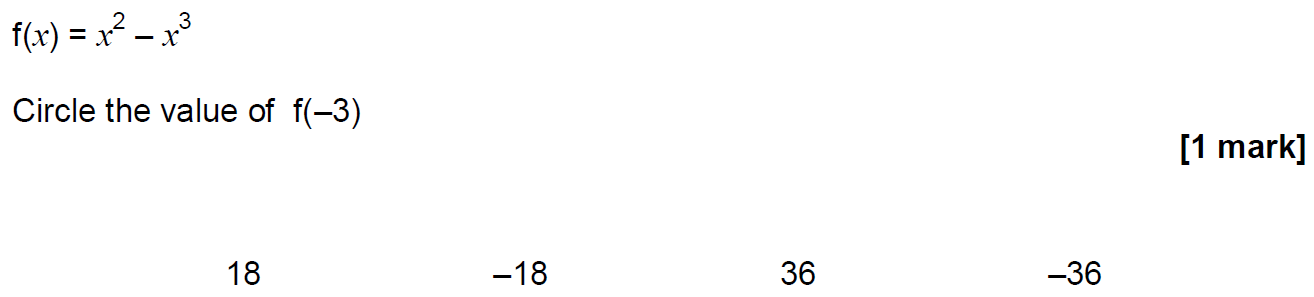 f(x) = x² – x³
Circle the value of f(–3)
[1 mark]
18 –18 36 –36